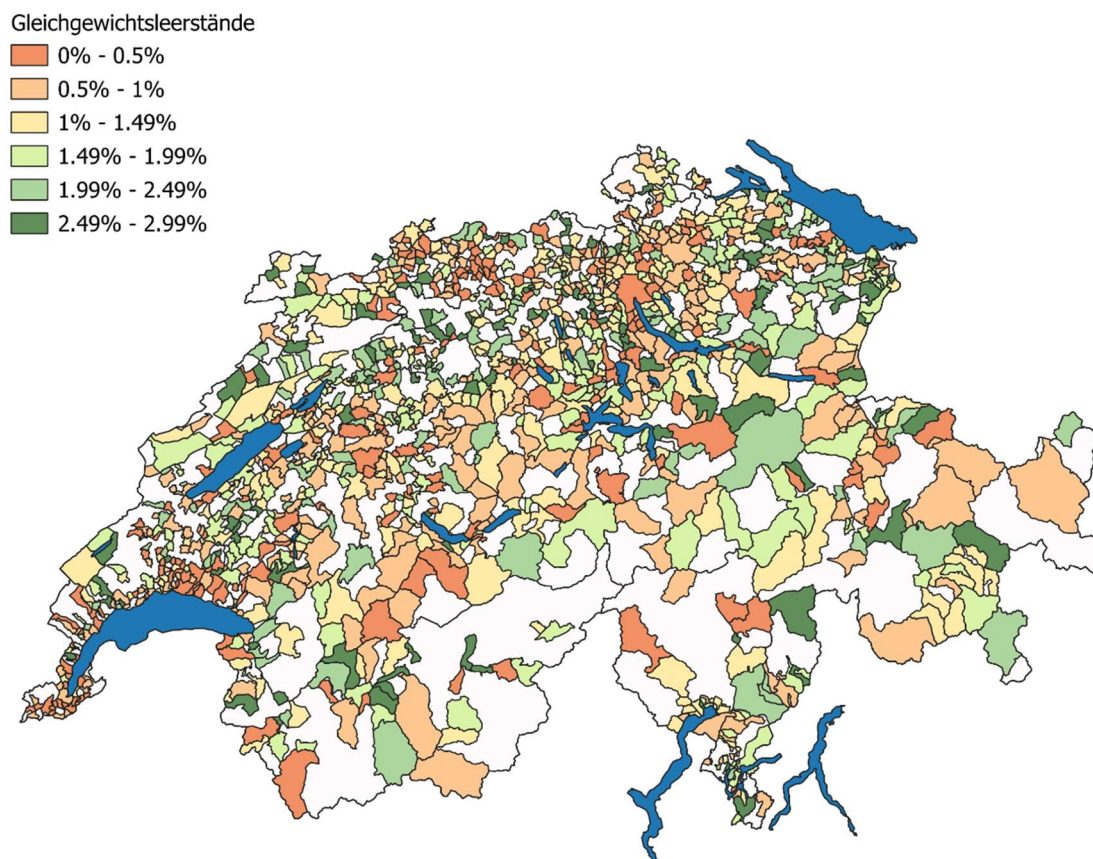 Gleichgewichtsleerstände
0% - 0.5%
0.5% - 1%
1% - 1.49%
1.49% - 1.99%
1.99% - 2.49%
2.49% - 2.99%